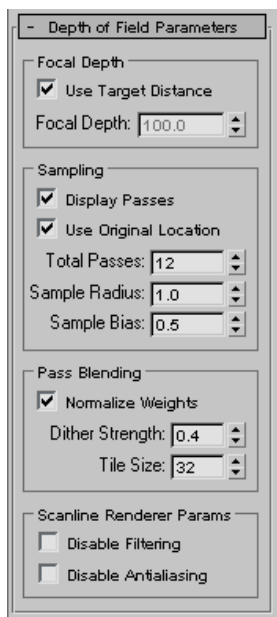 - Depth of Field Parameters
Focal Depth
Use Target Distance
Focal Depth: 100.0
Sampling
Display Passes
Use Original Location
Total Passes: 12
Sample Radius: 1.0
Sample Bias: 0.5
Pass Blending
Normalize Weights
Dither Strength: 0.4
Tile Size: 32
Scanline Renderer Params
Disable Filtering
Disable Antialiasing